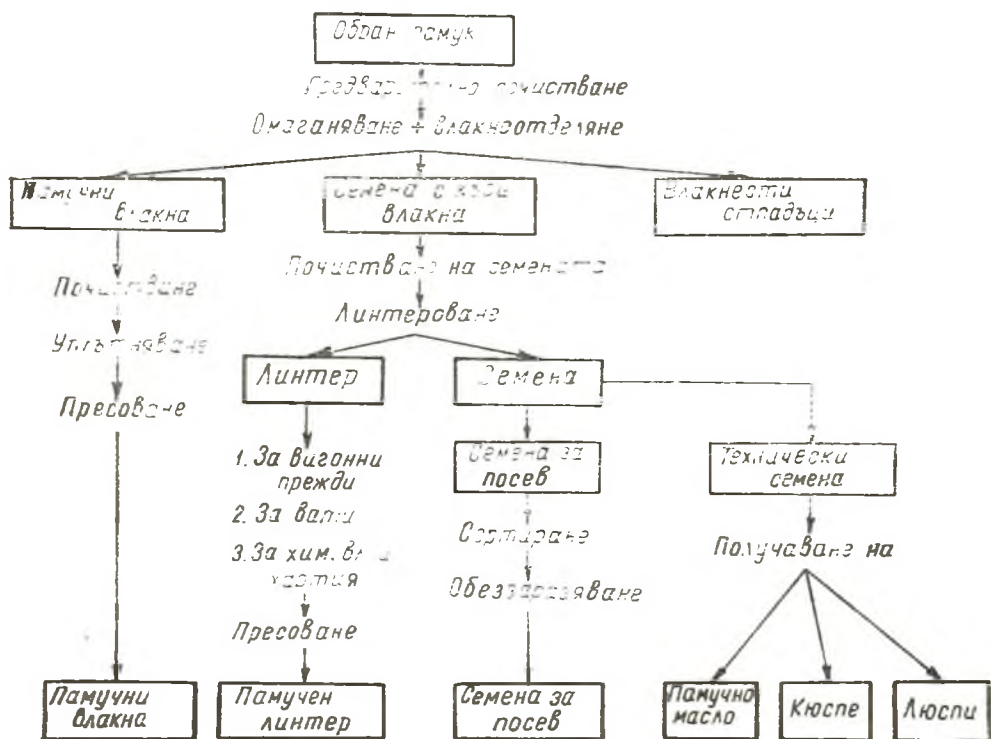 Обран памук
Предварително почистване
Омаганяване + влакноотделяне
Памучни
влакна
Семена с къси
влакна
Влакнести
отпадъци
Почистване
Уплътняване
Пресоване
Почистване на семената
Линтероване
Линтер
Семена
1. За вигонни
прежди
2. За вати
3. За хим. вл. и
хартия
Пресоване
Семена за
посев
Сортиране
Обеззаразяване
Технически
семена
Получаване на
Памучни
влакна
Памучен
линтер
Семена за
посев
Памучно
масло
Кюспе
Люспи